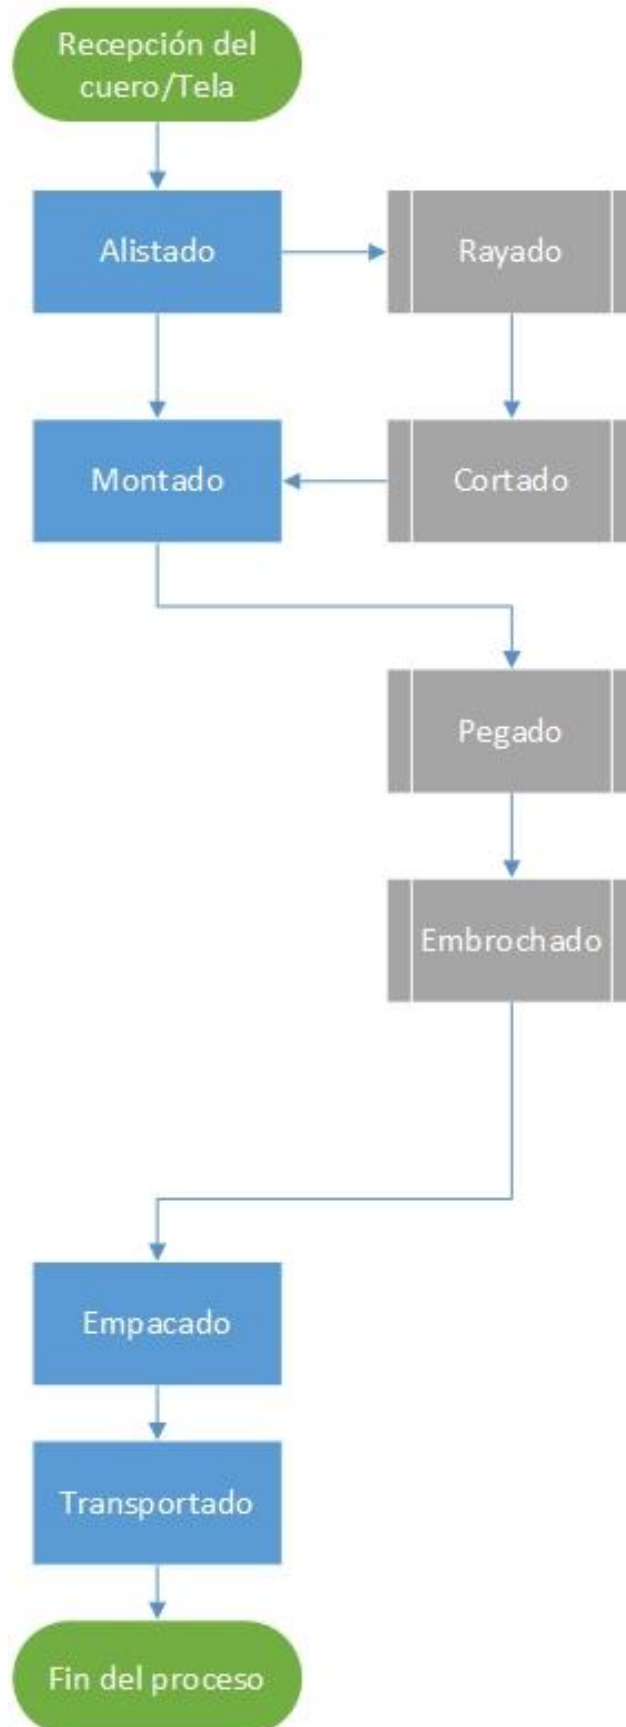 Recepción del
cuero/Tela
Alistado
Rayado
Montado
Cortado
Pegado
Embrochado
Empacado
Transportado
Fin del proceso